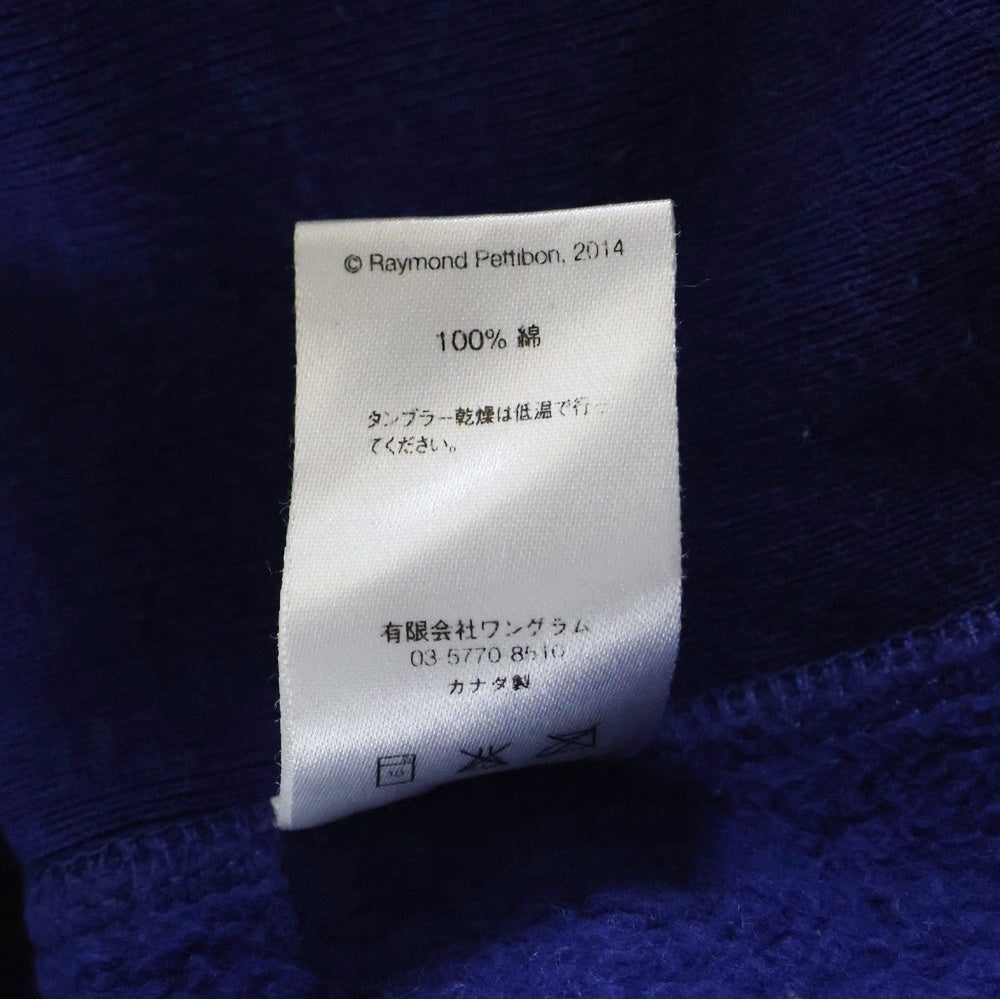 © Raymond Pettibon, 2014
100% 綿
タンブラー乾燥は低温で行っ
てください。
有限会社ワングラム
03-5770-8510
カナダ製